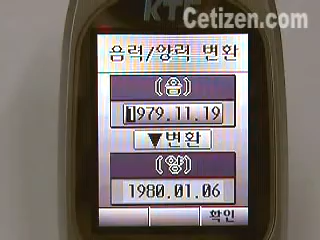 Cetizen.com
KTF
음력/양력 변환
(음)
1979.11.19
▼변환
(양)
1980.01.06
확인